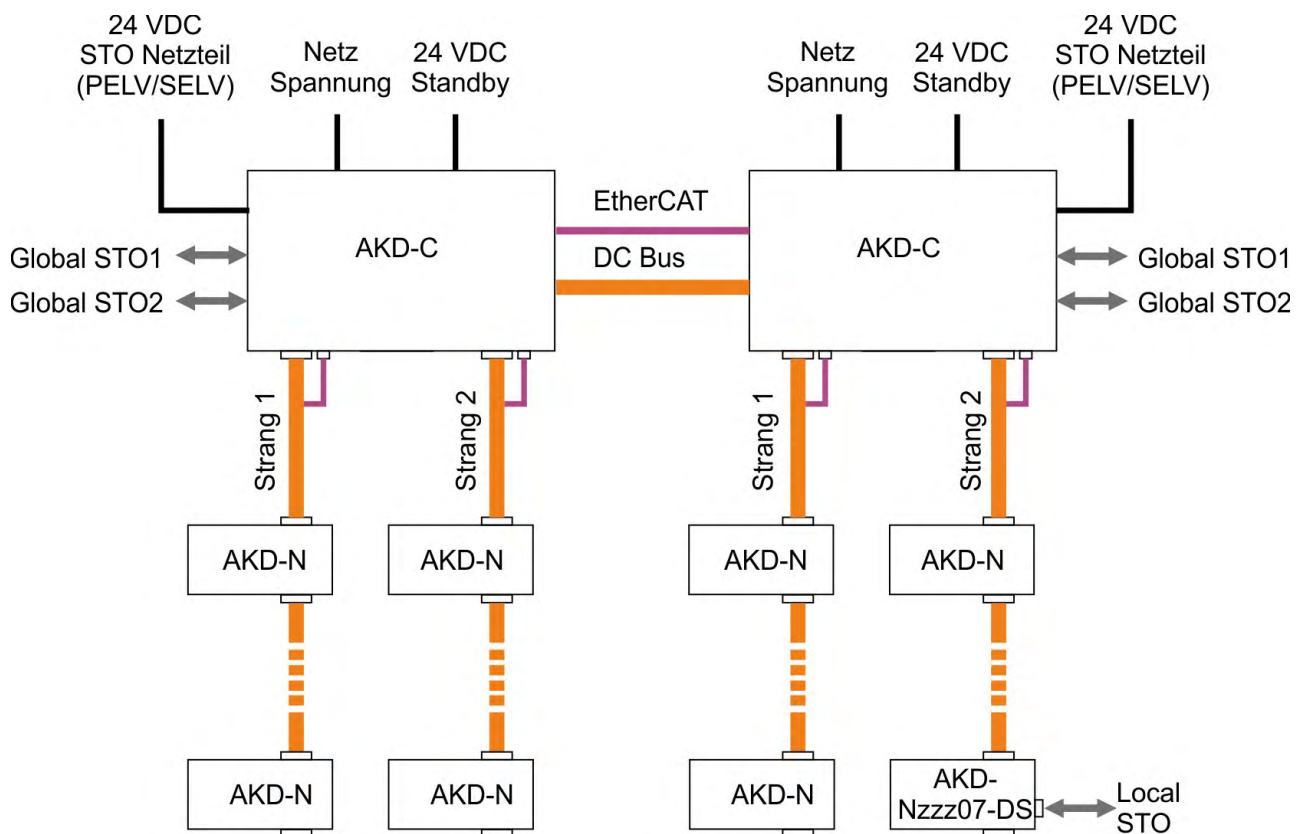 24 VDC
STO Netzteil
(PELV/SELV)
Netz
Spannung
24 VDC
Standby
Netz
Spannung
24 VDC
Standby
24 VDC
STO Netzteil
(PELV/SELV)
Global STO1
Global STO2
AKD-C
EtherCAT
DC Bus
AKD-C
Global STO1
Global STO2
Strang 1
Strang 2
Strang 1
Strang 2
AKD-N
AKD-N
AKD-N
AKD-N
AKD-N
AKD-N
AKD-N
AKD-
Nzzz07-DS
Local
STO